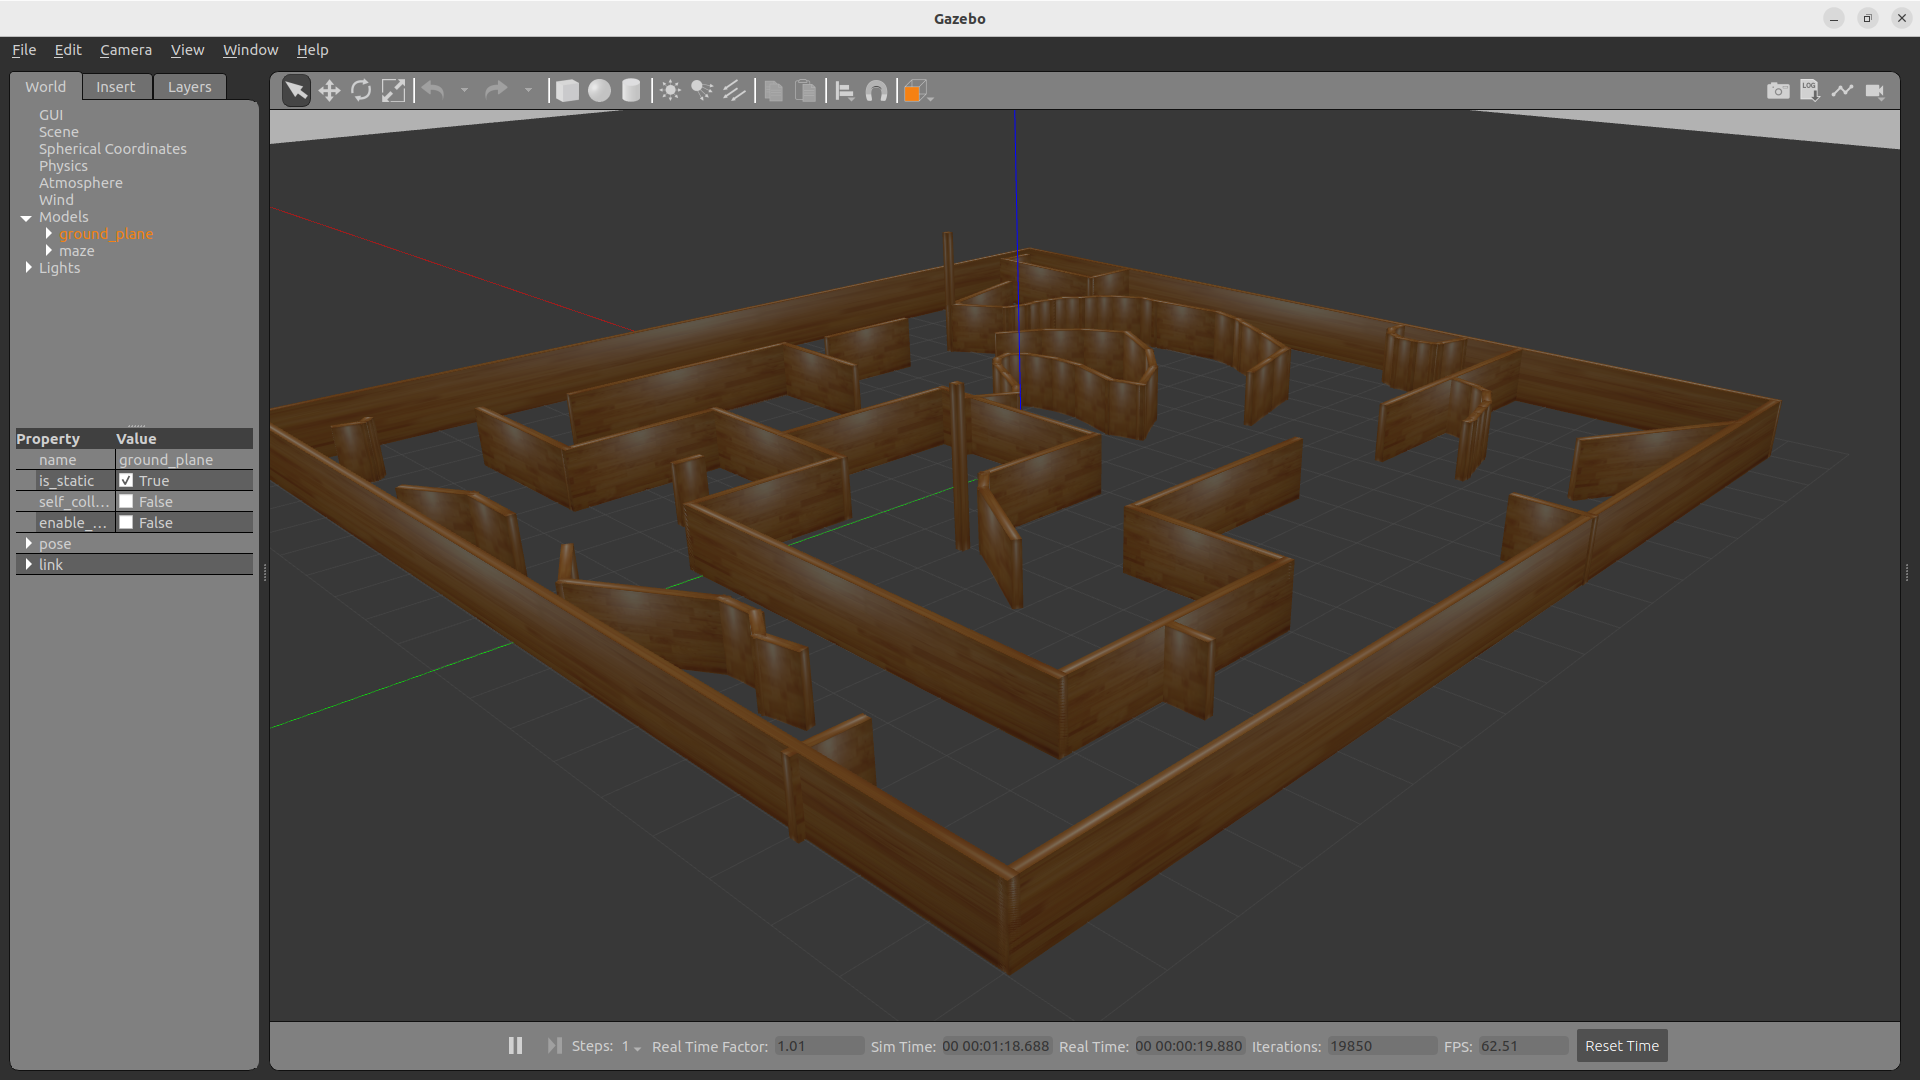 Gazebo
File Edit Camera View Window Help
World Insert Layers
LOG
GUI
Scene
Spherical Coordinates
Physics
Atmosphere
Wind
Models
ground_plane
maze
Lights
Property Value
name ground_plane
is_static True
self_coll... False
enable_... False
pose
link
Steps: 1 Real Time Factor: 1.01 Sim Time: 00 00:01:18.688 Real Time: 00 00:00:19.880 Iterations: 19850 FPS: 62.51 Reset Time